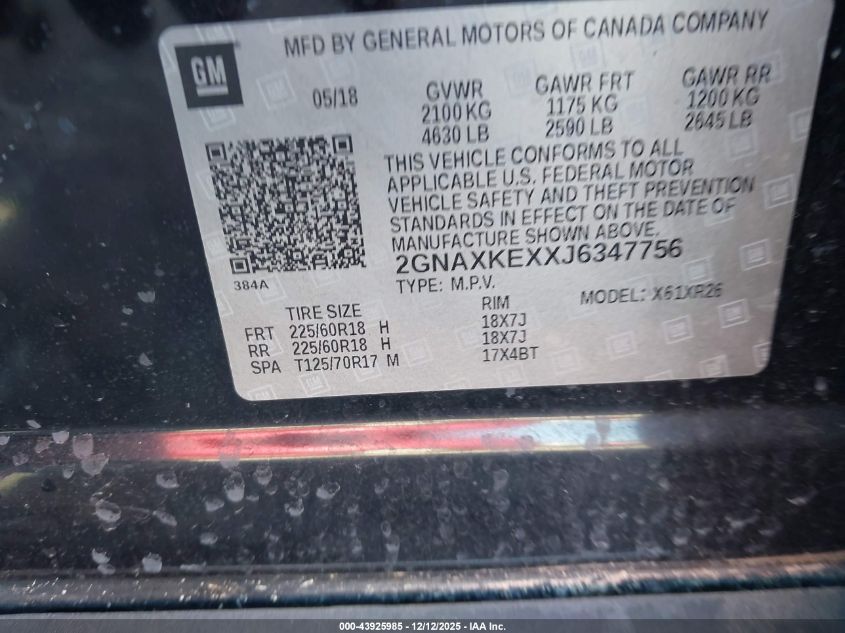 GM
MFD BY GENERAL MOTORS OF CANADA COMPANY
05/18
GVWR GAWR FRT GAWR RR
2100 KG 1175 KG 1200 KG
4630 LB 2590 LB 2645 LB
THIS VEHICLE CONFORMS TO ALL
APPLICABLE U.S. FEDERAL MOTOR
VEHICLE SAFETY AND THEFT PREVENTION
STANDARDS IN EFFECT ON THE DATE OF
MANUFACTURE SHOWN ABOVE.
2GNAXKEXXJ6347756
384A
TYPE: M.P.V. MODEL: X61XR26
TIRE SIZE RIM
FRT 225/60R18 H 18X7J
RR 225/60R18 H 18X7J
SPA T125/70R17 M 17X4BT
000-43925985 - 12/12/2025 - IAA Inc.